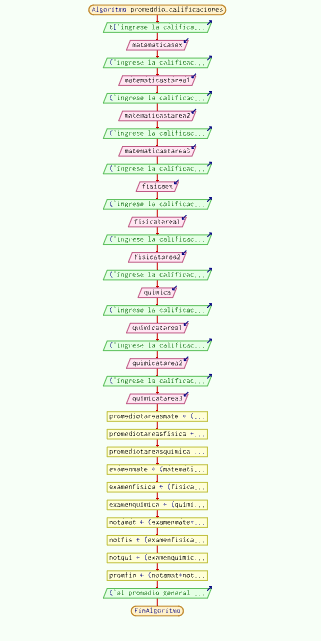 Algoritmo promeddio_calificaciones
("ingrese la califica...
matematicasex
("ingrese la calificac...
matematicastarea1
("ingrese la calificac...
matematicastarea2
("ingrese la calificac...
matematicastarea3
("ingrese la calificac...
fisicaex
("ingrese la calificac...
fisicatarea1
("ingrese la calificac...
fisicatarea2
("ingrese la calificac...
quimica
("ingrese la calificac...
quimicatarea1
("ingrese la calificac...
quimicatarea2
("ingrese la calificac...
quimicatarea3
promediotareasmate ← (...
promediotareasfisica ←...
promediotareasquimica ...
examenmate ← (matemati...
examenfisica ← (fisica...
examenquimica ← (quimi...
notamat ← (examenmate+...
notfis ← (examenfisica...
notqui ← (examenquimic...
promfin ← (notamat+not...
("el promedio general ...
FinAlgoritmo